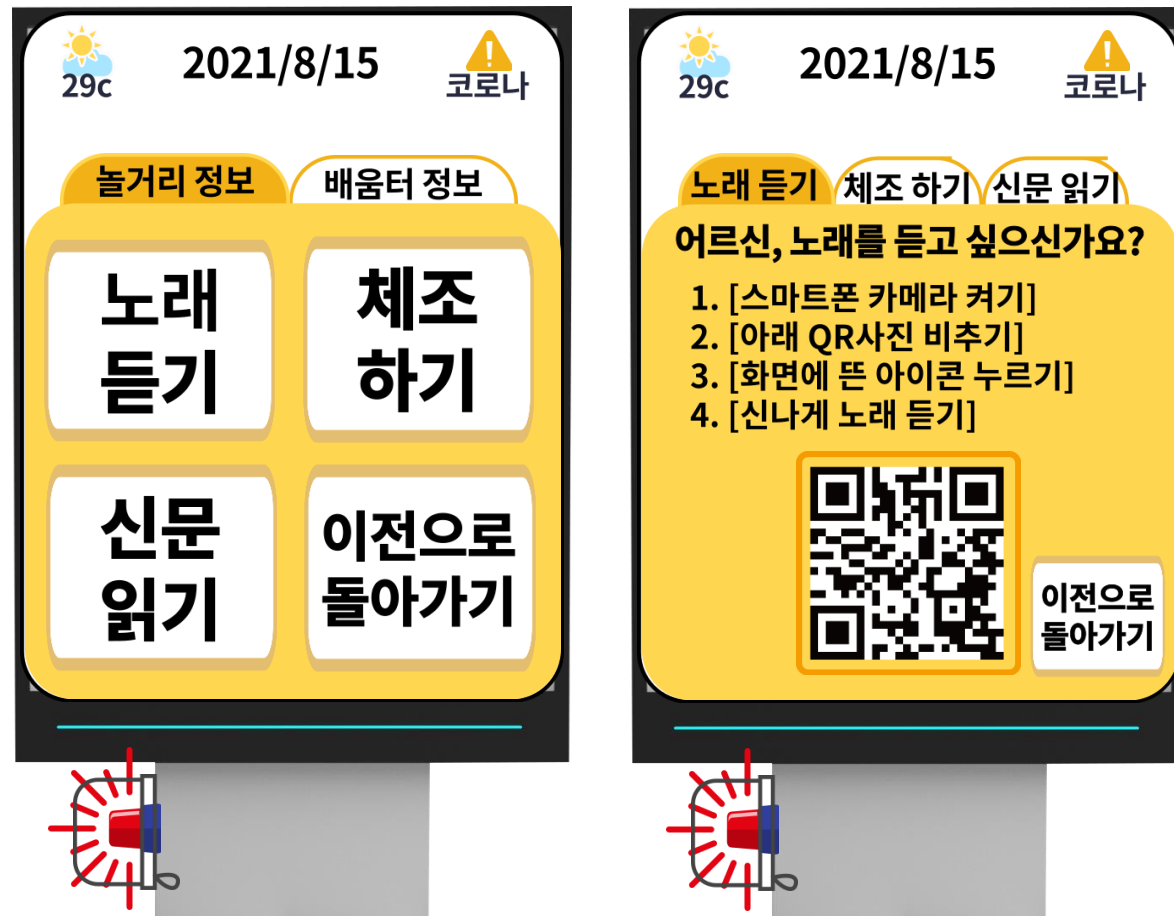 29c 2021/8/15 코로나
놀거리 정보 배움터 정보
노래
듣기
체조
하기
신문
읽기
이전으로
돌아가기
29c 2021/8/15 코로나
노래 듣기 체조 하기 신문 읽기
어르신, 노래를 듣고 싶으신가요?
1. [스마트폰 카메라 켜기]
2. [아래 QR사진 비추기]
3. [화면에 뜬 아이콘 누르기]
4. [신나게 노래 듣기]
이전으로
돌아가기